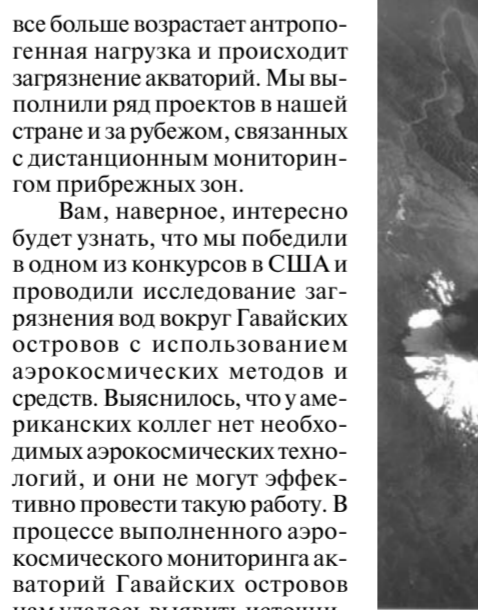 все больше возрастает антропо-
генная нагрузка и происходит
загрязнение акваторий. Мы вы-
полнили ряд проектов в нашей
стране и за рубежом, связанных
с дистанционным мониторин-
гом прибрежных зон.
Вам, наверное, интересно
будет узнать, что мы победили
в одном из конкурсов в США и
проводили исследование заг-
рязнения вод вокруг Гавайских
островов с использованием
аэрокосмических методов и
средств. Выяснилось, что у аме-
риканских коллег нет необхо-
димых аэрокосмических техно-
логий, и они не могут эффек-
тивно провести такую работу. В
процессе выполненного аэро-
космического мониторинга ак-
ваторий Гавайских островов
нам удалось выявить источни-